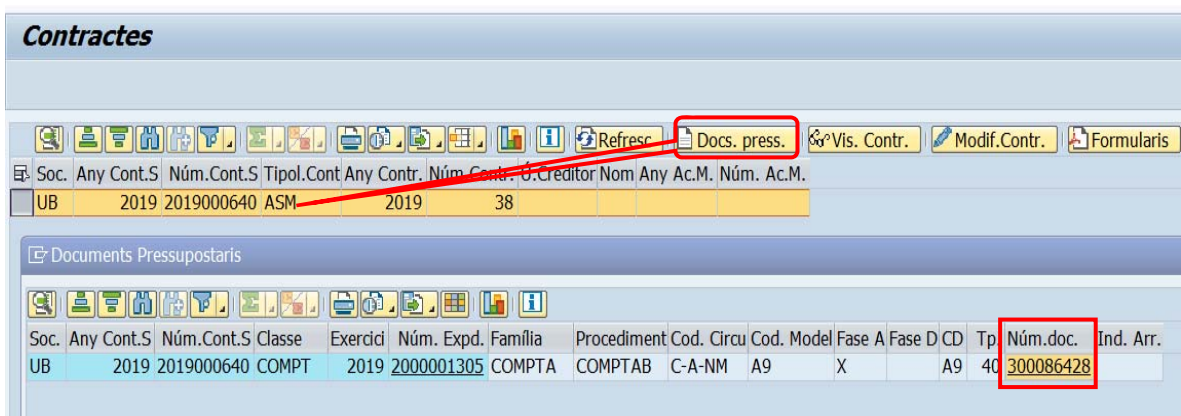 Contractes
Refresc Docs. press. Vis. Contr. Modif.Contr. Formularis
Soc. Any Cont.S Núm.Cont.S Tipol.Cont Any Contr. Núm.Contr. Ú.Creditor Nom Any Ac.M. Núm. Ac.M.
UB 2019 2019000640 ASM 2019 38
Documents Pressupostaris
Soc. Any Cont.S Núm.Cont.S Classe Exercici Núm. Expd. Família Procediment Cod. Circu Cod. Model Fase A Fase D CD Tp. Núm.doc. Ind. Arr.
UB 2019 2019000640 COMPT 2019 2000001305 COMPTA COMPTAB C-A-NM A9 X A9 40 300086428